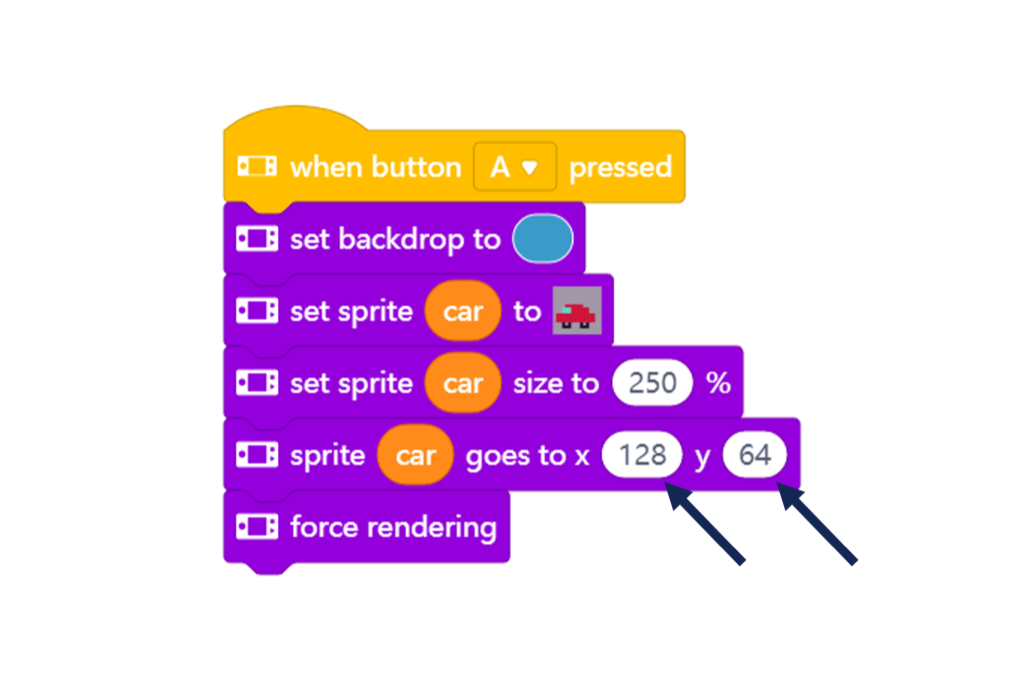 when button A pressed
set backdrop to
set sprite car to
set sprite car size to 250 %
sprite car goes to x 128 y 64
force rendering